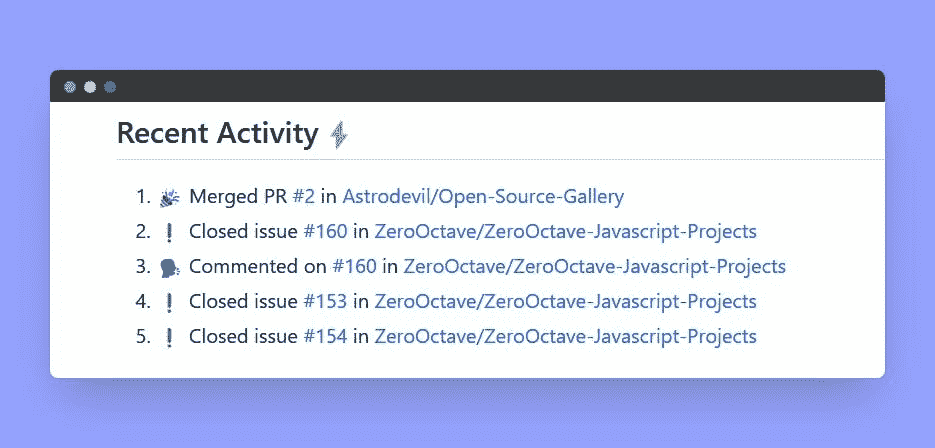 Recent Activity ⚡
1. 🎉 Merged PR #2 in Astrodevil/Open-Source-Gallery
2. ❗ Closed issue #160 in ZeroOctave/ZeroOctave-Javascript-Projects
3. 🗣 Commented on #160 in ZeroOctave/ZeroOctave-Javascript-Projects
4. ❗ Closed issue #153 in ZeroOctave/ZeroOctave-Javascript-Projects
5. ❗ Closed issue #154 in ZeroOctave/ZeroOctave-Javascript-Projects